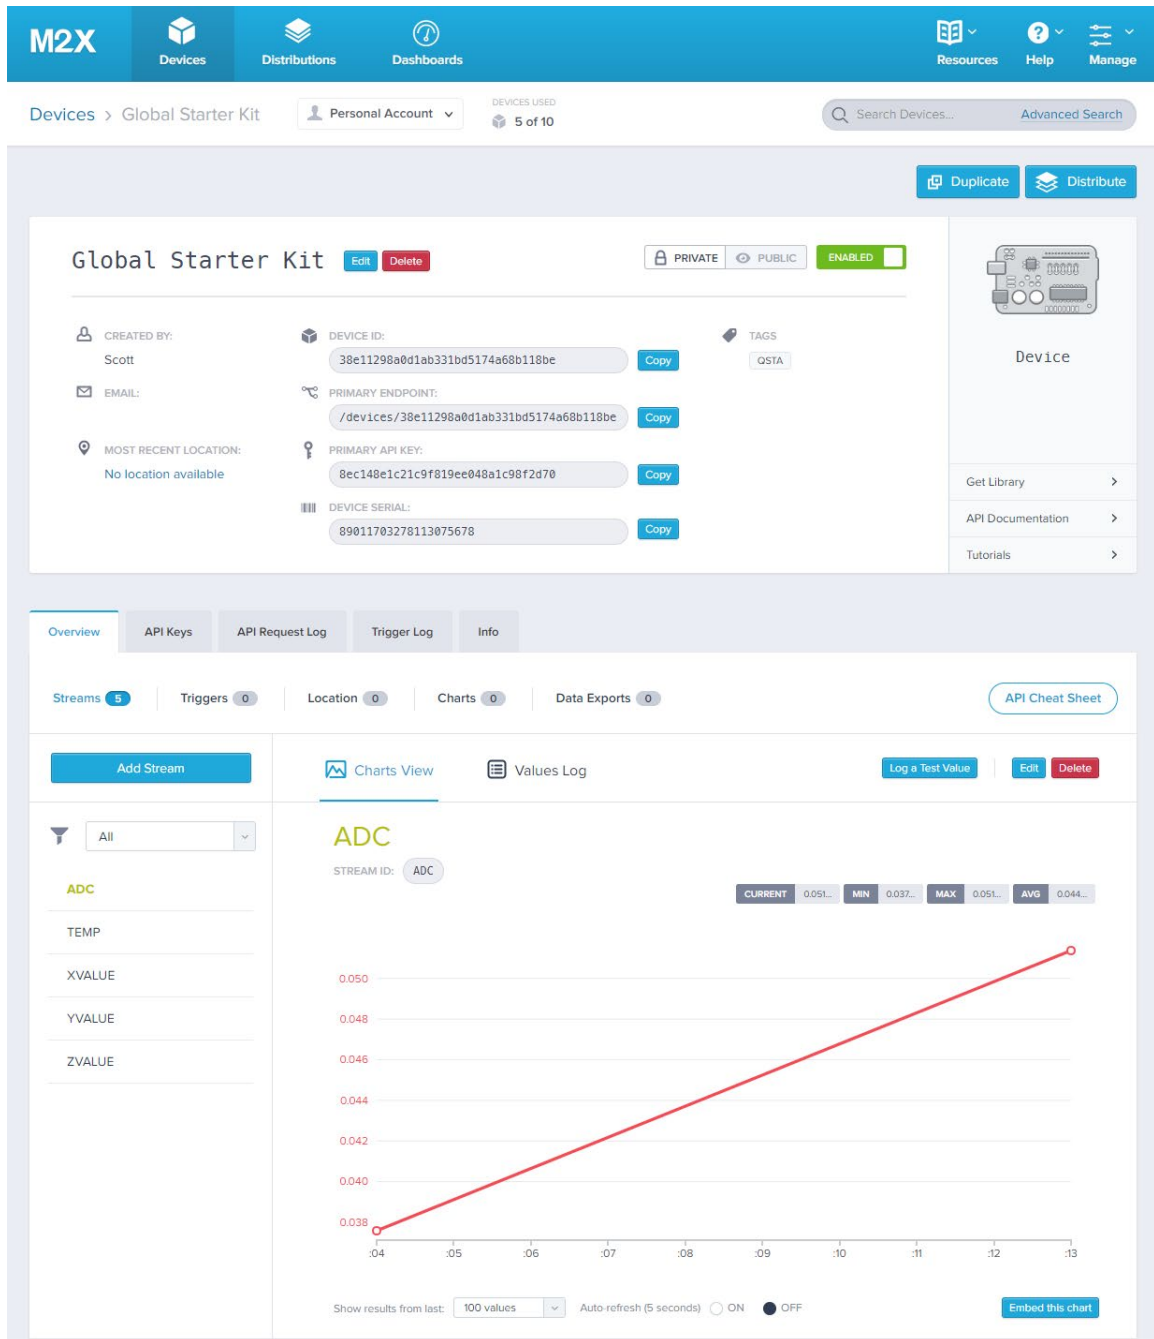 M2X
Devices
Distributions
Dashboards
Resources
Help
Manage
Devices > Global Starter Kit
Personal Account
DEVICES USED
5 of 10
Search Devices...
Advanced Search
Duplicate
Distribute
Global Starter Kit
Edit
Delete
PRIVATE
PUBLIC
ENABLED
CREATED BY:
Scott
EMAIL:
MOST RECENT LOCATION:
No location available
DEVICE ID:
38e11298a0d1ab331bd5174a68b118be
Copy
PRIMARY ENDPOINT:
/devices/38e11298a0d1ab331bd5174a68b118be
Copy
PRIMARY API KEY:
8ec148e1c21c9f819ee048a1c98f2d70
Copy
DEVICE SERIAL:
89011703278113075678
Copy
TAGS
QSTA
Device
Get Library >
API Documentation >
Tutorials >
Overview
API Keys
API Request Log
Trigger Log
Info
Streams 5
Triggers 0
Location 0
Charts 0
Data Exports 0
API Cheat Sheet
Add Stream
Charts View
Values Log
Log a Test Value
Edit
Delete
All
ADC
TEMP
XVALUE
YVALUE
ZVALUE
ADC
STREAM ID: ADC
CURRENT 0.051... MIN 0.037... MAX 0.051... AVG 0.044...
0.050
0.048
0.046
0.044
0.042
0.040
0.038
:04 :05 :06 :07 :08 :09 :10 :11 :12 :13
Show results from last: 100 values
Auto-refresh (5 seconds) ON OFF
Embed this chart